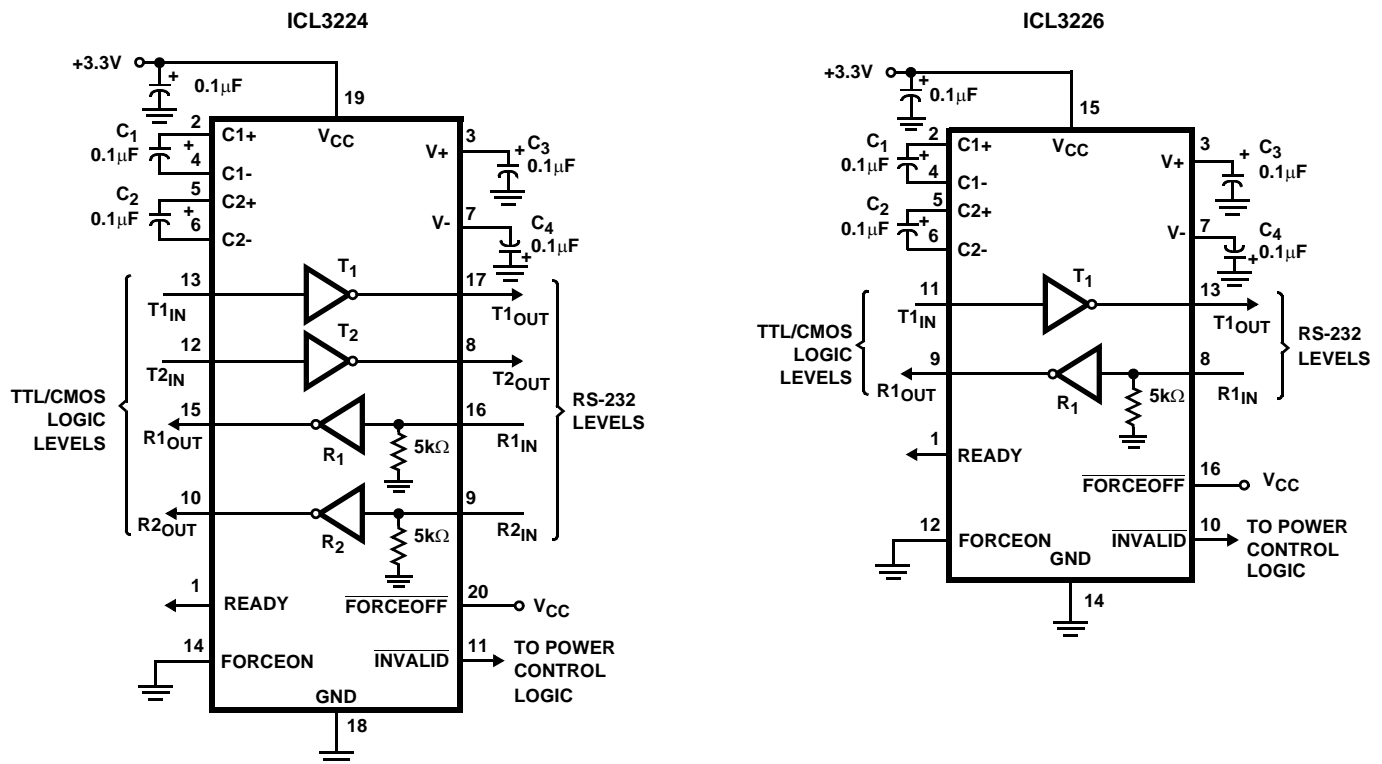 ICL3224
+3.3V
+
0.1μF
19
2
C1+
VCC
3
C1
0.1μF
+
4
C1-
V+
+
C3
0.1μF
5
C2+
C2
0.1μF
+
6
C2-
7
V-
C4
0.1μF
+
13
T1IN
T1
17
T1OUT
12
T2IN
T2
8
T2OUT
TTL/CMOS
LOGIC
LEVELS
RS-232
LEVELS
15
R1OUT
R1
5kΩ
16
R1IN
10
R2OUT
R2
5kΩ
9
R2IN
1
READY
FORCEOFF
20
VCC
14
FORCEON
INVALID
11
TO POWER
CONTROL
LOGIC
GND
18
ICL3226
+3.3V
+
0.1μF
15
2
C1+
VCC
3
C1
0.1μF
+
4
C1-
V+
+
C3
0.1μF
5
C2+
C2
0.1μF
+
6
C2-
7
V-
C4
0.1μF
+
11
T1IN
T1
13
T1OUT
TTL/CMOS
LOGIC
LEVELS
RS-232
LEVELS
9
R1OUT
R1
5kΩ
8
R1IN
1
READY
FORCEOFF
16
VCC
12
FORCEON
INVALID
10
TO POWER
CONTROL
LOGIC
GND
14